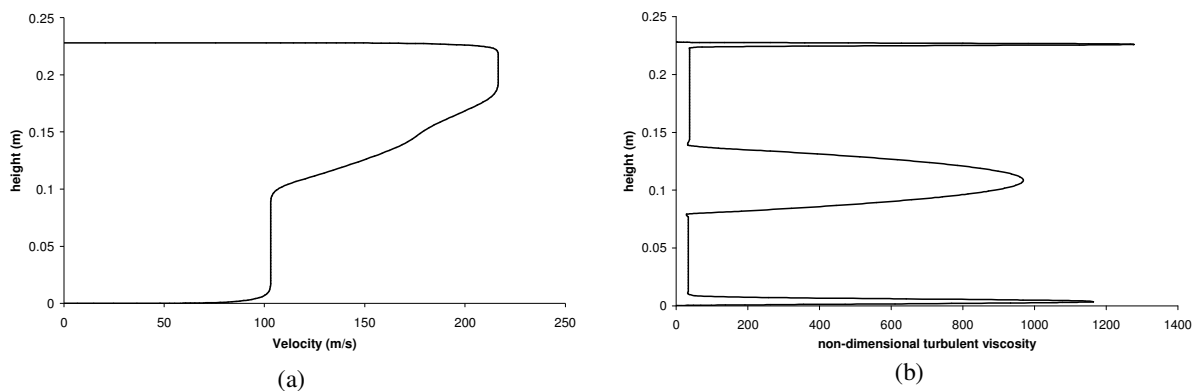 0.25
0.2
0.15
0.1
0.05
0
height (m)
0 50 100 150 200 250
Velocity (m/s)
(a)
0.25
0.2
0.15
0.1
0.05
0
height (m)
0 200 400 600 800 1000 1200 1400
non-dimensional turbulent viscosity
(b)